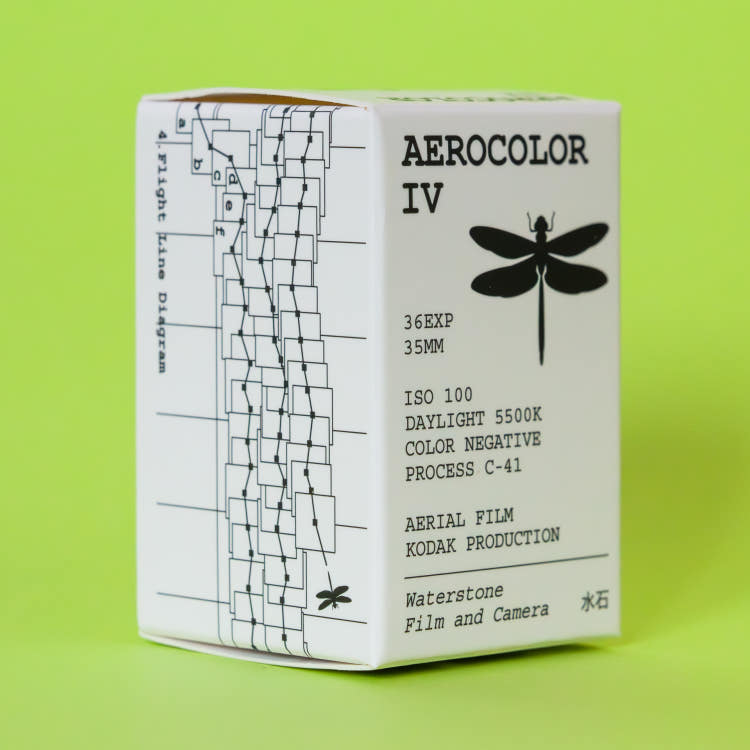 AEROCOLOR
IV
36EXP
35MM
ISO 100
DAYLIGHT 5500K
COLOR NEGATIVE
PROCESS C-41
AERIAL FILM
KODAK PRODUCTION
Waterstone
Film and Camera
水石
4. Flight Line Diagram
a
b
c
d
e
f